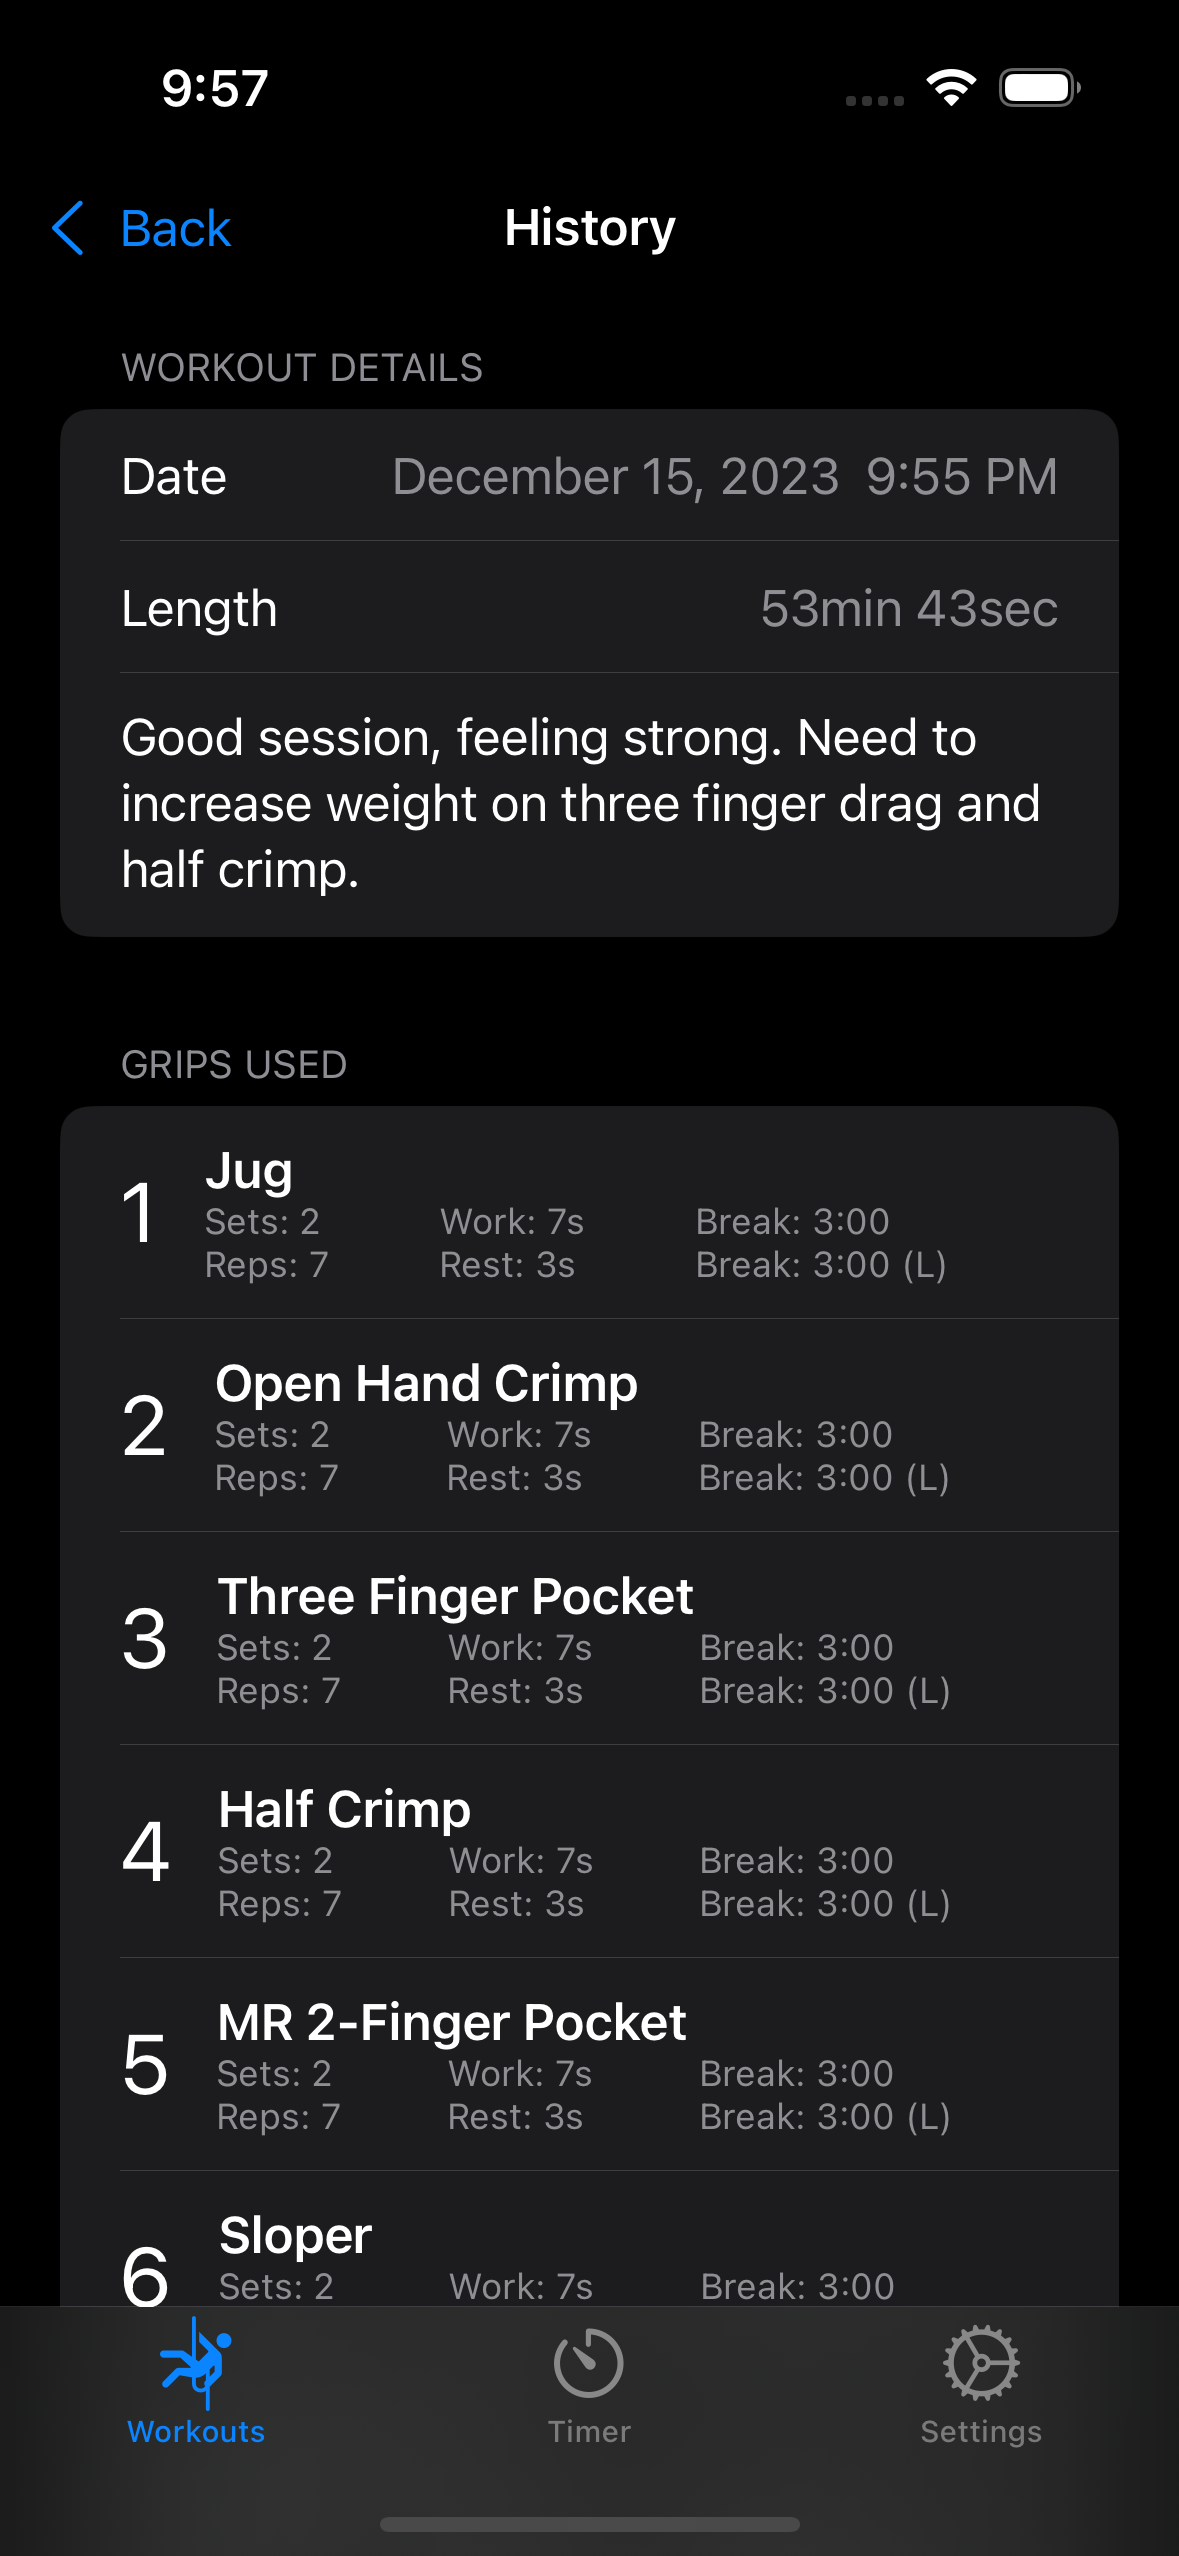 9:57
Back
History
WORKOUT DETAILS
Date December 15, 2023 9:55 PM
Length 53min 43sec
Good session, feeling strong. Need to
increase weight on three finger drag and
half crimp.
GRIPS USED
1 Jug
Sets: 2 Work: 7s Break: 3:00
Reps: 7 Rest: 3s Break: 3:00 (L)
2 Open Hand Crimp
Sets: 2 Work: 7s Break: 3:00
Reps: 7 Rest: 3s Break: 3:00 (L)
3 Three Finger Pocket
Sets: 2 Work: 7s Break: 3:00
Reps: 7 Rest: 3s Break: 3:00 (L)
4 Half Crimp
Sets: 2 Work: 7s Break: 3:00
Reps: 7 Rest: 3s Break: 3:00 (L)
5 MR 2-Finger Pocket
Sets: 2 Work: 7s Break: 3:00
Reps: 7 Rest: 3s Break: 3:00 (L)
6 Sloper
Sets: 2 Work: 7s Break: 3:00
Workouts Timer Settings